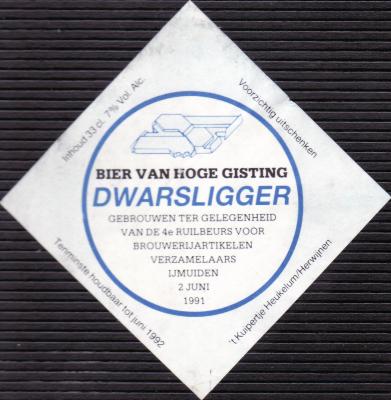 Inhoud 33 cl. 7% Vol. Alc.
Voorzichtig uitschenken
BIER VAN HOGE GISTING
DWARSLIGGER
GEBROUWEN TER GELEGENHEID
VAN DE 4e RUILBEURS VOOR
BROUWERIJARTIKELEN
VERZAMELAARS
IJMUIDEN
2 JUNI
1991
Tenminste houdbaar tot juni 1992
't Kuipertje Heukelum/Herwijnen